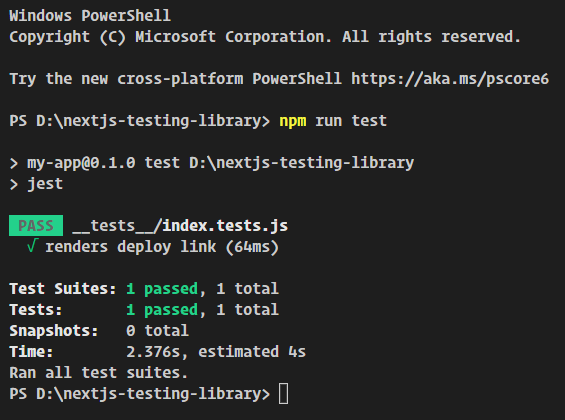 Windows PowerShell
Copyright (C) Microsoft Corporation. All rights reserved.
Try the new cross-platform PowerShell https://aka.ms/pscore6
PS D:\nextjs-testing-library> npm run test
> my-app@0.1.0 test D:\nextjs-testing-library
> jest
PASS __tests__/index.tests.js
√ renders deploy link (64ms)
Test Suites: 1 passed, 1 total
Tests: 1 passed, 1 total
Snapshots: 0 total
Time: 2.376s, estimated 4s
Ran all test suites.
PS D:\nextjs-testing-library>